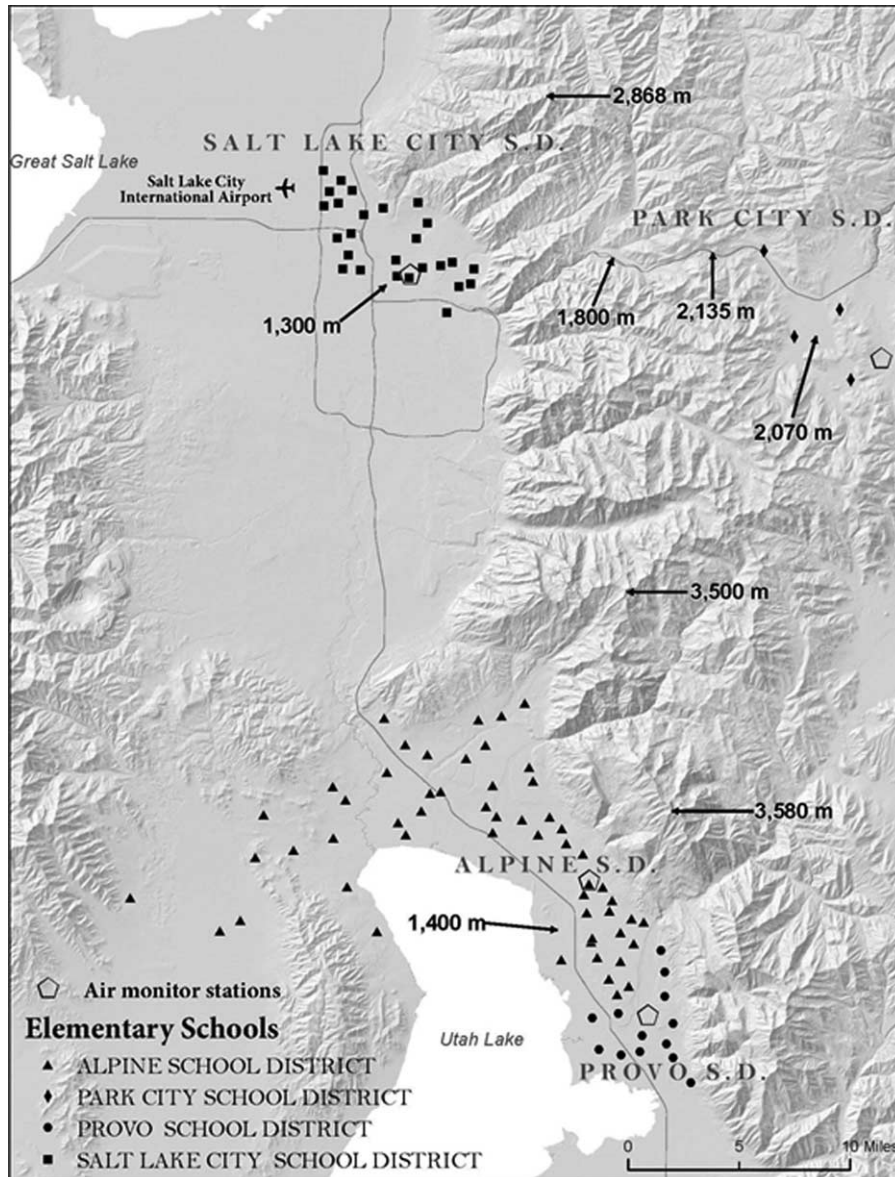 2,868 m
SALT LAKE CITY S.D.
Great Salt Lake
Salt Lake City
International Airport
PARK CITY S.D.
1,300 m
1,800 m
2,135 m
2,070 m
3,500 m
3,580 m
ALPINE S.D.
1,400 m
Air monitor stations
Elementary Schools
Utah Lake
ALPINE SCHOOL DISTRICT
PARK CITY SCHOOL DISTRICT
PROVO S.D.
PROVO SCHOOL DISTRICT
SALT LAKE CITY SCHOOL DISTRICT
0 5 10 Miles